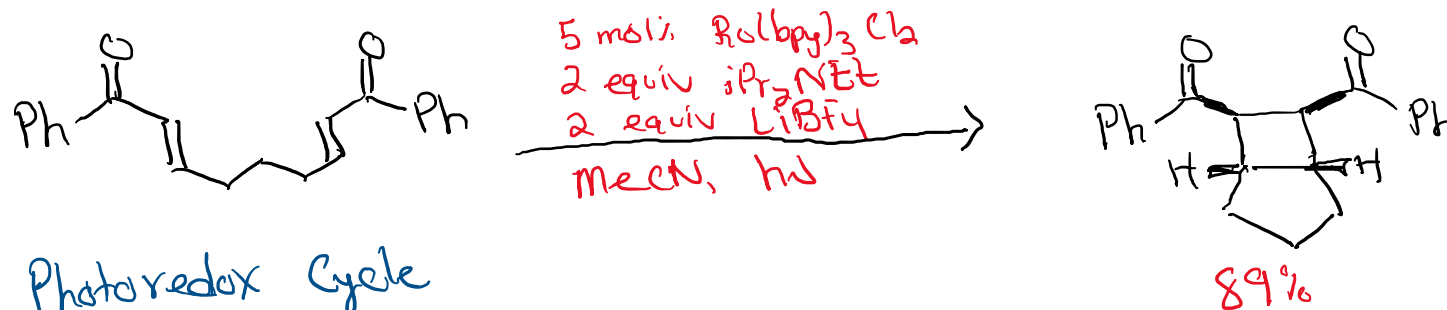 O O
Ph Ph
5 mol% Ru(bpy)3 Cl2
2 equiv iPr2NEt
2 equiv LiBF4
MeCN, hν
O O
Ph Ph
H H
89%
Photoredox Cycle